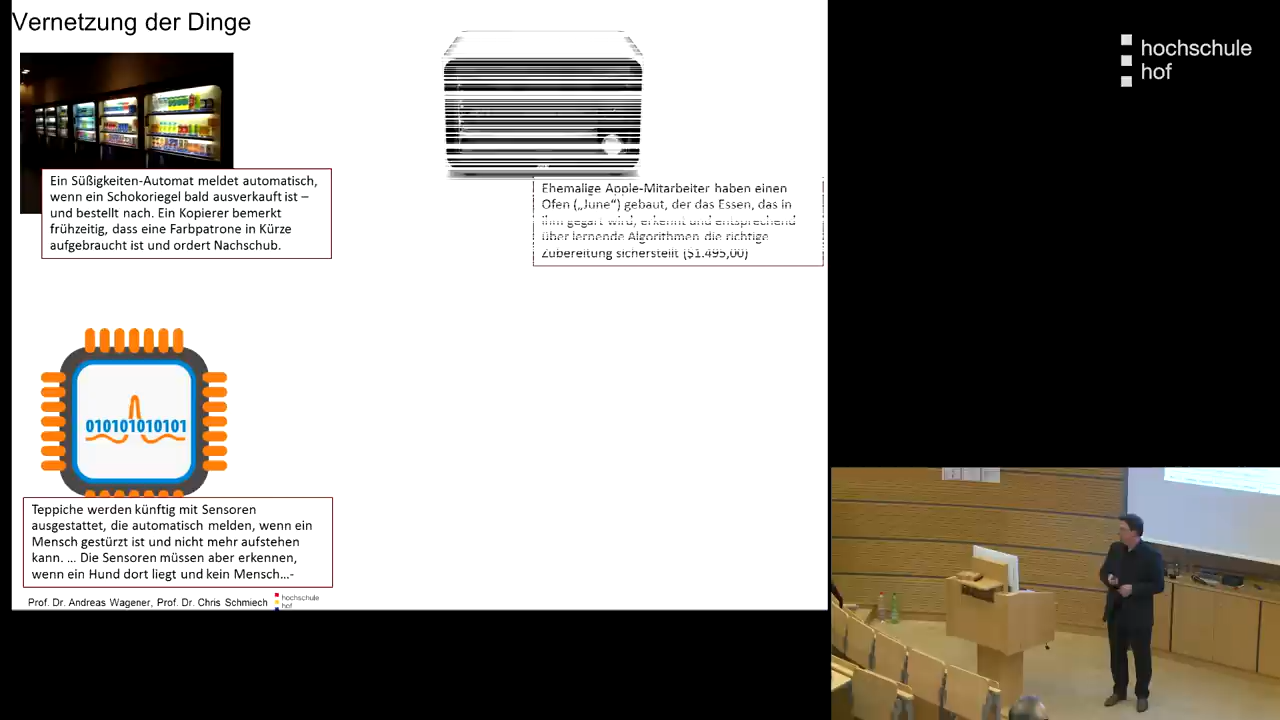 Vernetzung der Dinge
hochschule
hof
Ein Süßigkeiten-Automat meldet automatisch,
wenn ein Schokoriegel bald ausverkauft ist –
und bestellt nach. Ein Kopierer bemerkt
frühzeitig, dass eine Farbpatrone in Kürze
aufgebraucht ist und ordert Nachschub.
Ehemalige Apple-Mitarbeiter haben einen
Ofen („June“) gebaut, der das Essen, das in
ihm gegart wird, erkennt und entsprechend
über lernende Algorithmen die richtige
Zubereitung sicherstellt ($1.495,00)
010101010101
Teppiche werden künftig mit Sensoren
ausgestattet, die automatisch melden, wenn ein
Mensch gestürzt ist und nicht mehr aufstehen
kann. … Die Sensoren müssen aber erkennen,
wenn ein Hund dort liegt und kein Mensch…-
Prof. Dr. Andreas Wagener, Prof. Dr. Chris Schmiech
hochschule
hof